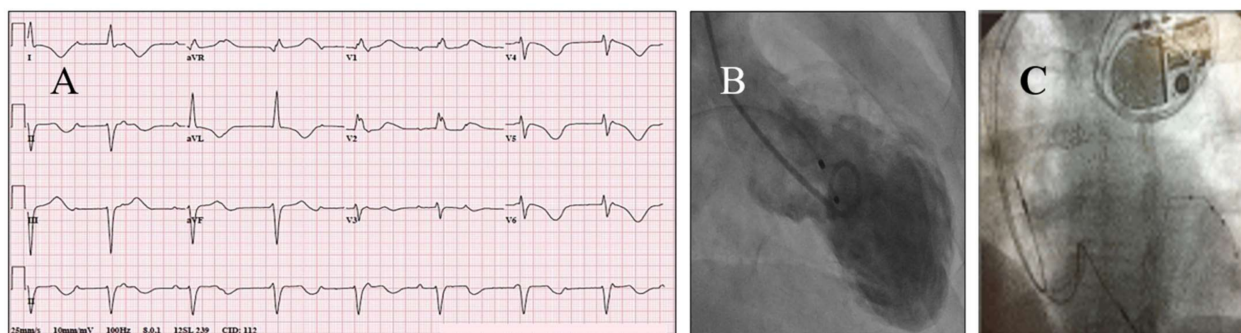 A
B
C
I
aVR
V1
V4
II
aVL
V2
V5
III
aVF
V3
V6
II
25mm/s 10mm/mV 100Hz 8.0.1 12SL 239 CID: 112